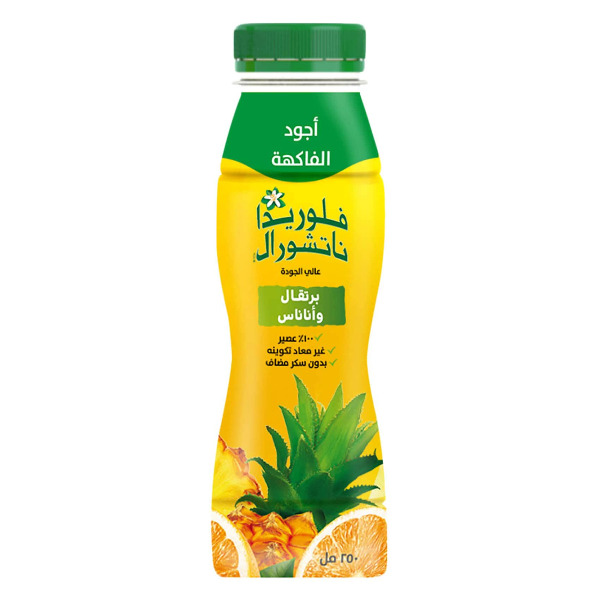 أجود
الفاكهة
فلوريدا
ناتشورال
عالي الجودة
برتقال
وأناناس
١٠٠٪ عصير
غير معاد تكوينه
بدون سكر مضاف
٢٥٠ مل